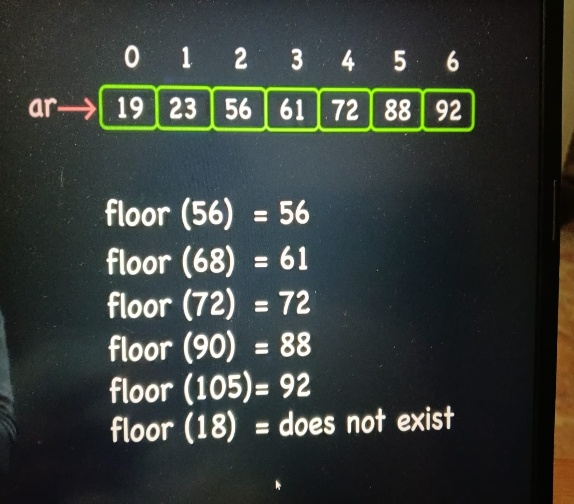 0 1 2 3 4 5 6
ar→ 19 23 56 61 72 88 92
floor (56) = 56
floor (68) = 61
floor (72) = 72
floor (90) = 88
floor (105)= 92
floor (18) = does not exist